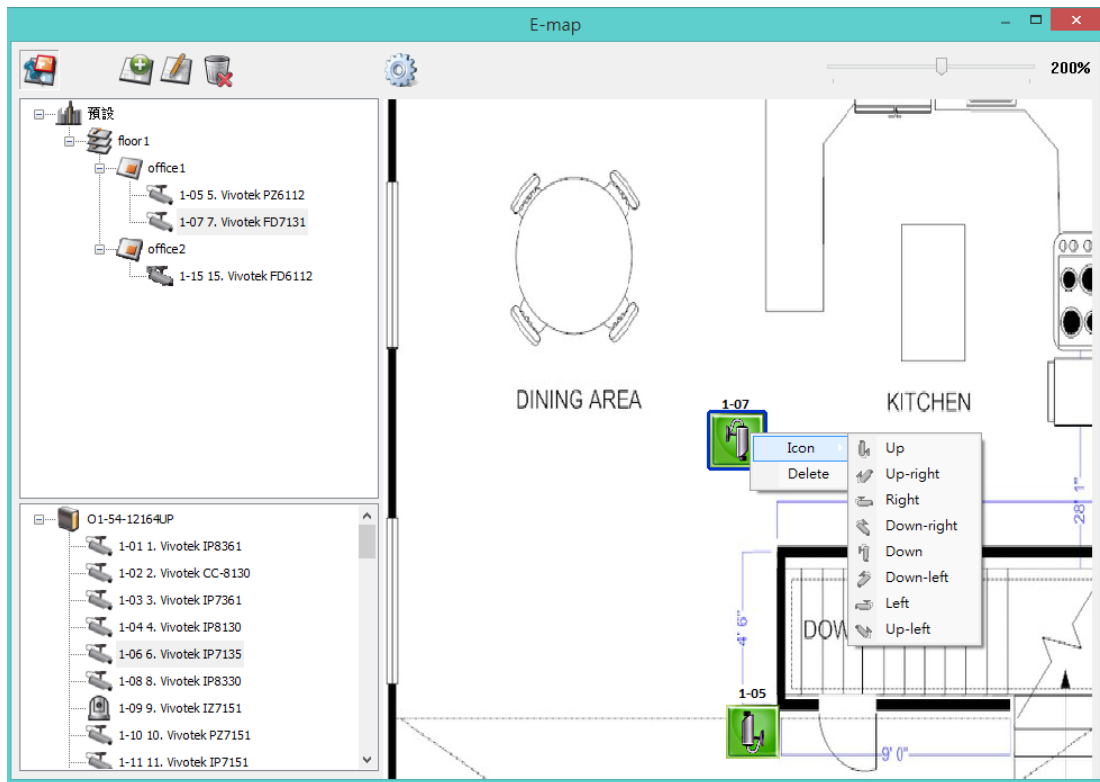 E-map
200%
預設
floor1
office1
1-05 5. Vivotek PZ6112
1-07 7. Vivotek FD7131
office2
1-15 15. Vivotek FD6112
O1-54-12164UP
1-01 1. Vivotek IP8361
1-02 2. Vivotek CC-8130
1-03 3. Vivotek IP7361
1-04 4. Vivotek IP8130
1-06 6. Vivotek IP7135
1-08 8. Vivotek IP8330
1-09 9. Vivotek IZ7151
1-10 10. Vivotek PZ7151
1-11 11. Vivotek IP7151
DINING AREA
KITCHEN
1-07
Icon
Delete
Up
Up-right
Right
Down-right
Down
Down-left
Left
Up-left
28' 1"
4' 6"
DOW
1-05
9' 0"